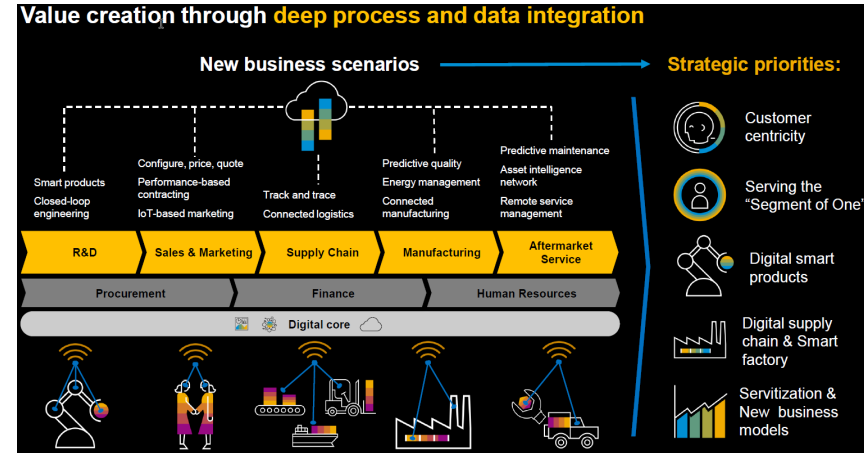 Value creation through deep process and data integration
New business scenarios
Strategic priorities:
Smart products
Closed-loop
engineering
Configure, price, quote
Performance-based
contracting
IoT-based marketing
Track and trace
Connected logistics
Predictive quality
Energy management
Connected
manufacturing
Predictive maintenance
Asset intelligence
network
Remote service
management
R&D
Sales & Marketing
Supply Chain
Manufacturing
Aftermarket
Service
Procurement
Finance
Human Resources
Digital core
Customer
centricity
Serving the
“Segment of One”
Digital smart
products
Digital supply
chain & Smart
factory
Servitization &
New business
models